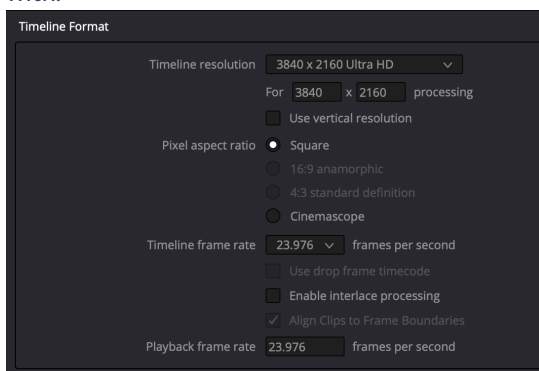 Timeline Format
Timeline resolution 3840 x 2160 Ultra HD
For 3840 x 2160 processing
Use vertical resolution
Pixel aspect ratio Square
16:9 anamorphic
4:3 standard definition
Cinemascope
Timeline frame rate 23.976 frames per second
Use drop frame timecode
Enable interlace processing
Align Clips to Frame Boundaries
Playback frame rate 23.976 frames per second